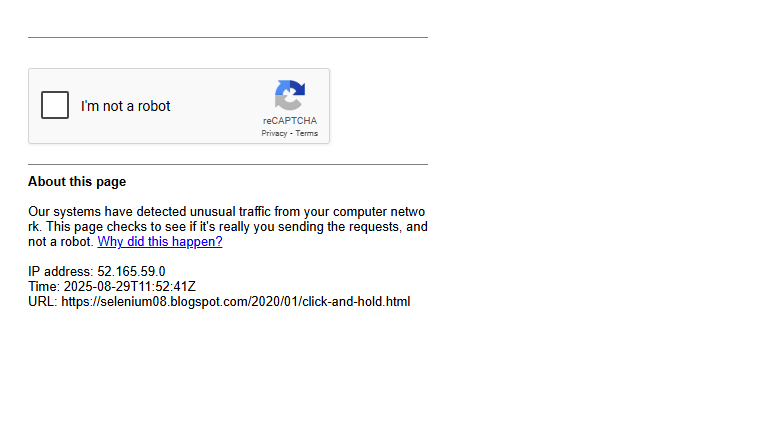 I'm not a robot
reCAPTCHA
Privacy - Terms
About this page
Our systems have detected unusual traffic from your computer netwo
rk. This page checks to see if it's really you sending the requests, and
not a robot. Why did this happen?
IP address: 52.165.59.0
Time: 2025-08-29T11:52:41Z
URL: https://selenium08.blogspot.com/2020/01/click-and-hold.html